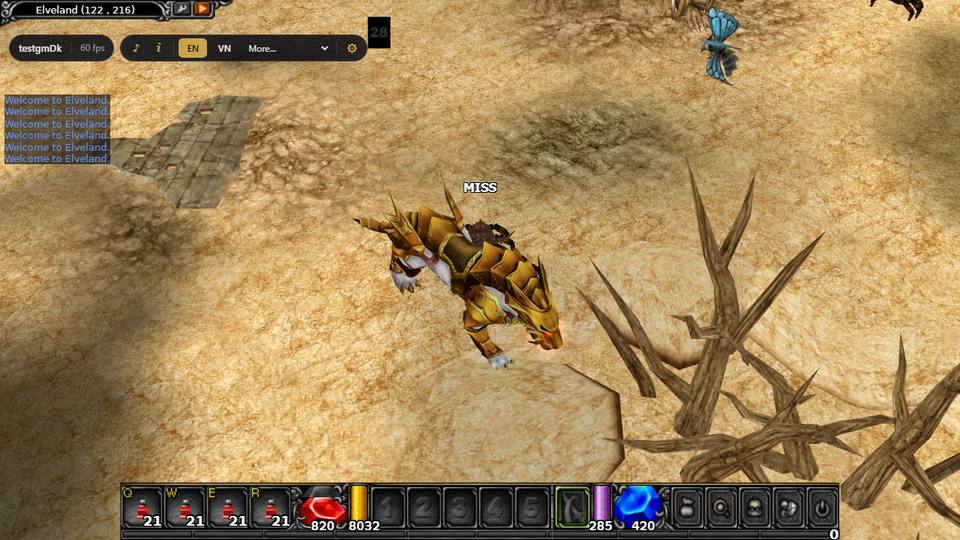 Elveland (122 , 216)
testgmDk 60 fps EN VN More...
28
Welcome to Elveland.
Welcome to Elveland.
Welcome to Elveland.
Welcome to Elveland.
Welcome to Elveland.
Welcome to Elveland.
MISS
Q W E R
1 2 3 4 5
21 21 21 21 820 8032 285 420
0